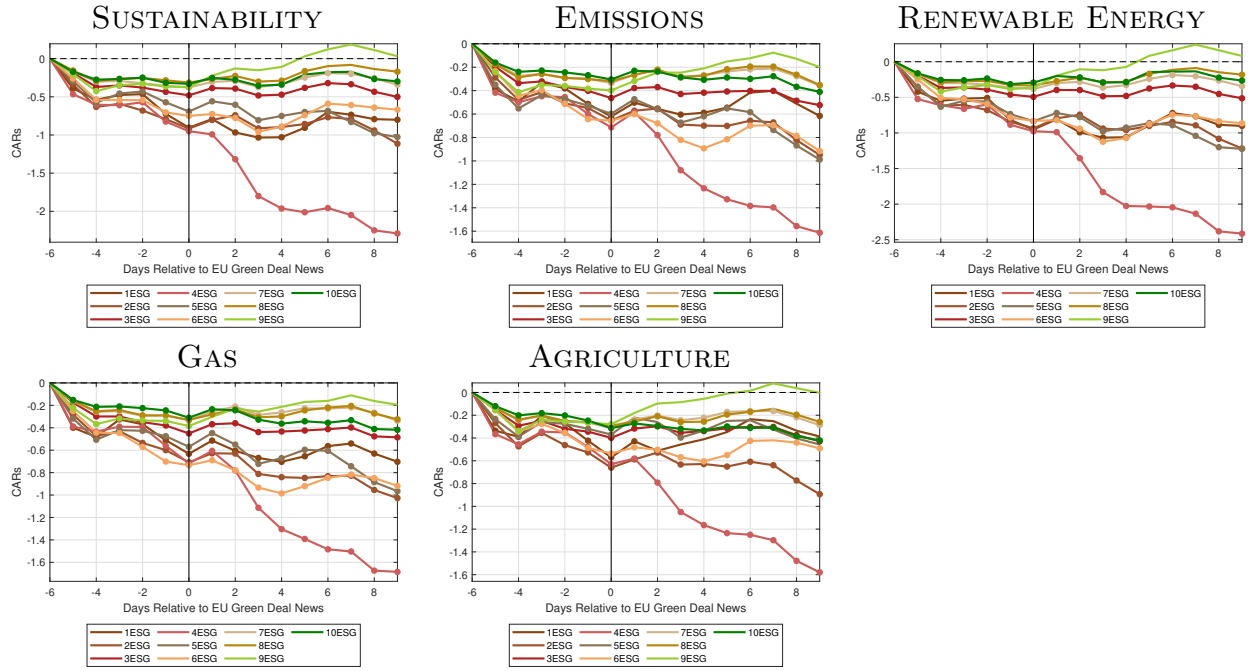 SUSTAINABILITY
0
-0.5
-1
-1.5
-2
CARs
-6 -4 -2 0 2 4 6 8
Days Relative to EU Green Deal News
1ESG 4ESG 7ESG 10ESG
2ESG 5ESG 8ESG
3ESG 6ESG 9ESG
EMISSIONS
0
-0.2
-0.4
-0.6
-0.8
-1
-1.2
-1.4
-1.6
CARs
-6 -4 -2 0 2 4 6 8
Days Relative to EU Green Deal News
1ESG 4ESG 7ESG 10ESG
2ESG 5ESG 8ESG
3ESG 6ESG 9ESG
RENEWABLE ENERGY
0
-0.5
-1
-1.5
-2
-2.5
CARs
-6 -4 -2 0 2 4 6 8
Days Relative to EU Green Deal News
1ESG 4ESG 7ESG 10ESG
2ESG 5ESG 8ESG
3ESG 6ESG 9ESG
GAS
0
-0.2
-0.4
-0.6
-0.8
-1
-1.2
-1.4
-1.6
CARs
-6 -4 -2 0 2 4 6 8
Days Relative to EU Green Deal News
1ESG 4ESG 7ESG 10ESG
2ESG 5ESG 8ESG
3ESG 6ESG 9ESG
AGRICULTURE
0
-0.2
-0.4
-0.6
-0.8
-1
-1.2
-1.4
-1.6
CARs
-6 -4 -2 0 2 4 6 8
Days Relative to EU Green Deal News
1ESG 4ESG 7ESG 10ESG
2ESG 5ESG 8ESG
3ESG 6ESG 9ESG